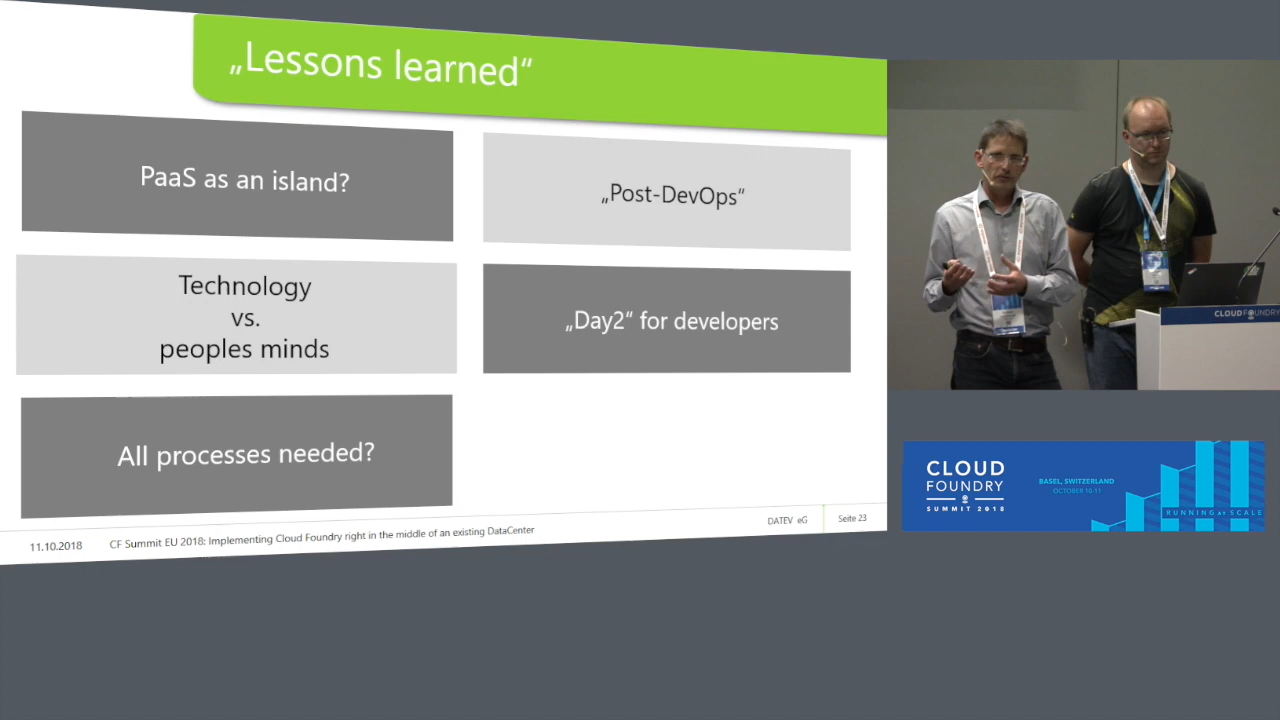 „Lessons learned“
PaaS as an island?
„Post-DevOps“
Technology
vs.
peoples minds
„Day2“ for developers
All processes needed?
11.10.2018
CF Summit EU 2018: Implementing Cloud Foundry right in the middle of an existing DataCenter
DATEV eG
Seite 23
CLOUDFOUNDRY
CLOUD
FOUNDRY
SUMMIT 2018
BASEL, SWITZERLAND
OCTOBER 10-11
RUNNING AT SCALE